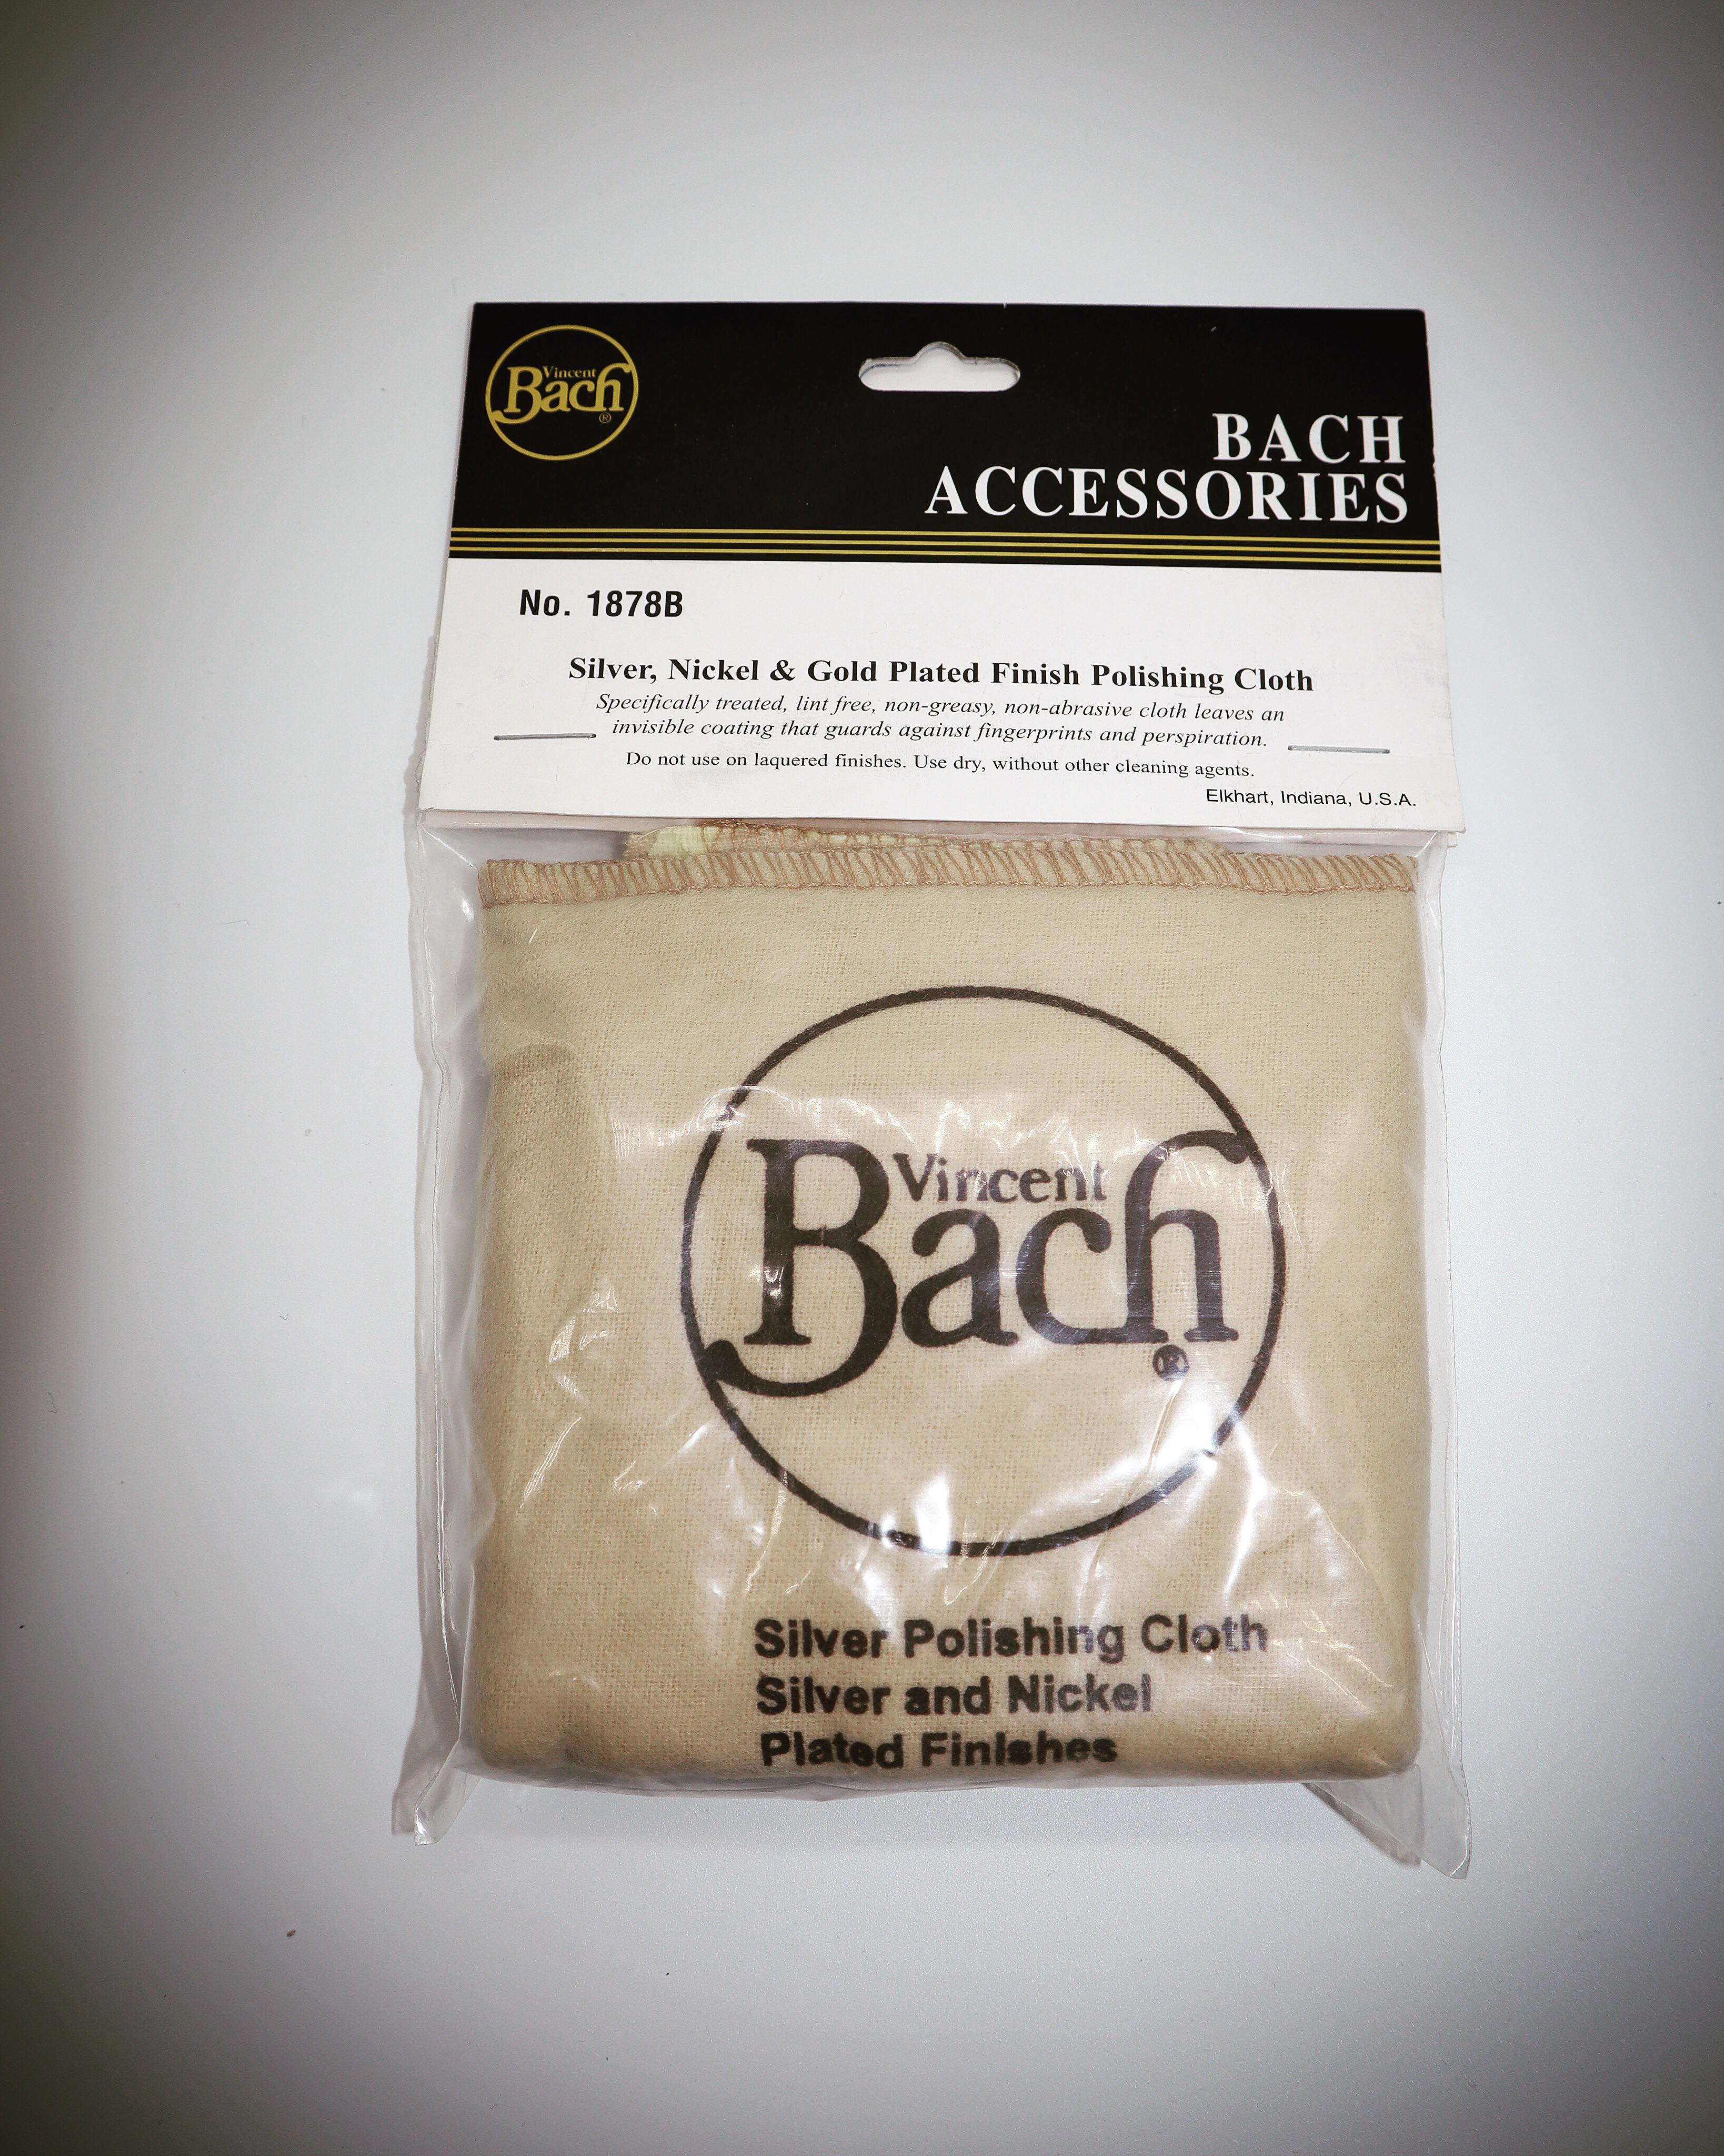 Vincent
Bach
®
BACH
ACCESSORIES
No. 1878B
Silver, Nickel & Gold Plated Finish Polishing Cloth
Specifically treated, lint free, non-greasy, non-abrasive cloth leaves an
invisible coating that guards against fingerprints and perspiration.
Do not use on laquered finishes. Use dry, without other cleaning agents.
Elkhart, Indiana, U.S.A.
Vincent
Bach
®
Silver Polishing Cloth
Silver and Nickel
Plated Finishes